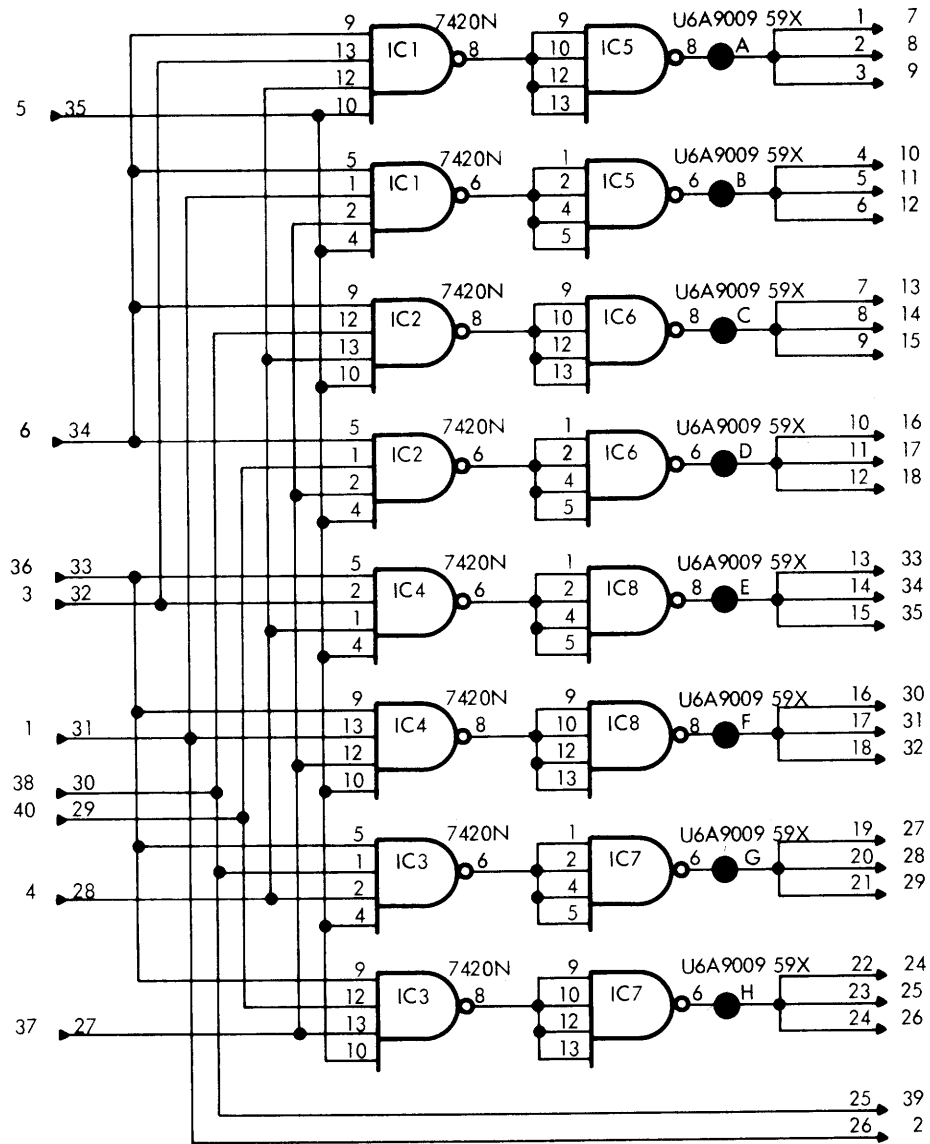 9 7420N 9 U6A9009 59X 1 7
13 IC1 8 10 IC5 8 A 2 8
12 12 3 9
5 35 10 13
5 7420N 1 U6A9009 59X 4 10
1 IC1 6 2 IC5 6 B 5 11
2 4 6 12
4 5
9 7420N 9 U6A9009 59X 7 13
12 IC2 8 10 IC6 8 C 8 14
13 12 9 15
10 13
6 34 5 7420N 1 U6A9009 59X 10 16
1 IC2 6 2 IC6 6 D 11 17
2 4 12 18
4 5
36 33 5 7420N 1 U6A9009 59X 13 33
3 32 2 IC4 6 2 IC8 8 E 14 34
1 4 15 35
4 5
9 7420N 9 U6A9009 59X 16 30
1 31 13 IC4 8 10 IC8 8 F 17 31
12 12 18 32
38 30 10 13
40 29
5 7420N 1 U6A9009 59X 19 27
1 IC3 6 2 IC7 6 G 20 28
4 28 2 4 21 29
4 5
9 7420N 9 U6A9009 59X 22 24
12 IC3 8 10 IC7 6 H 23 25
37 27 13 12 24 26
10 13
25 39
26 2